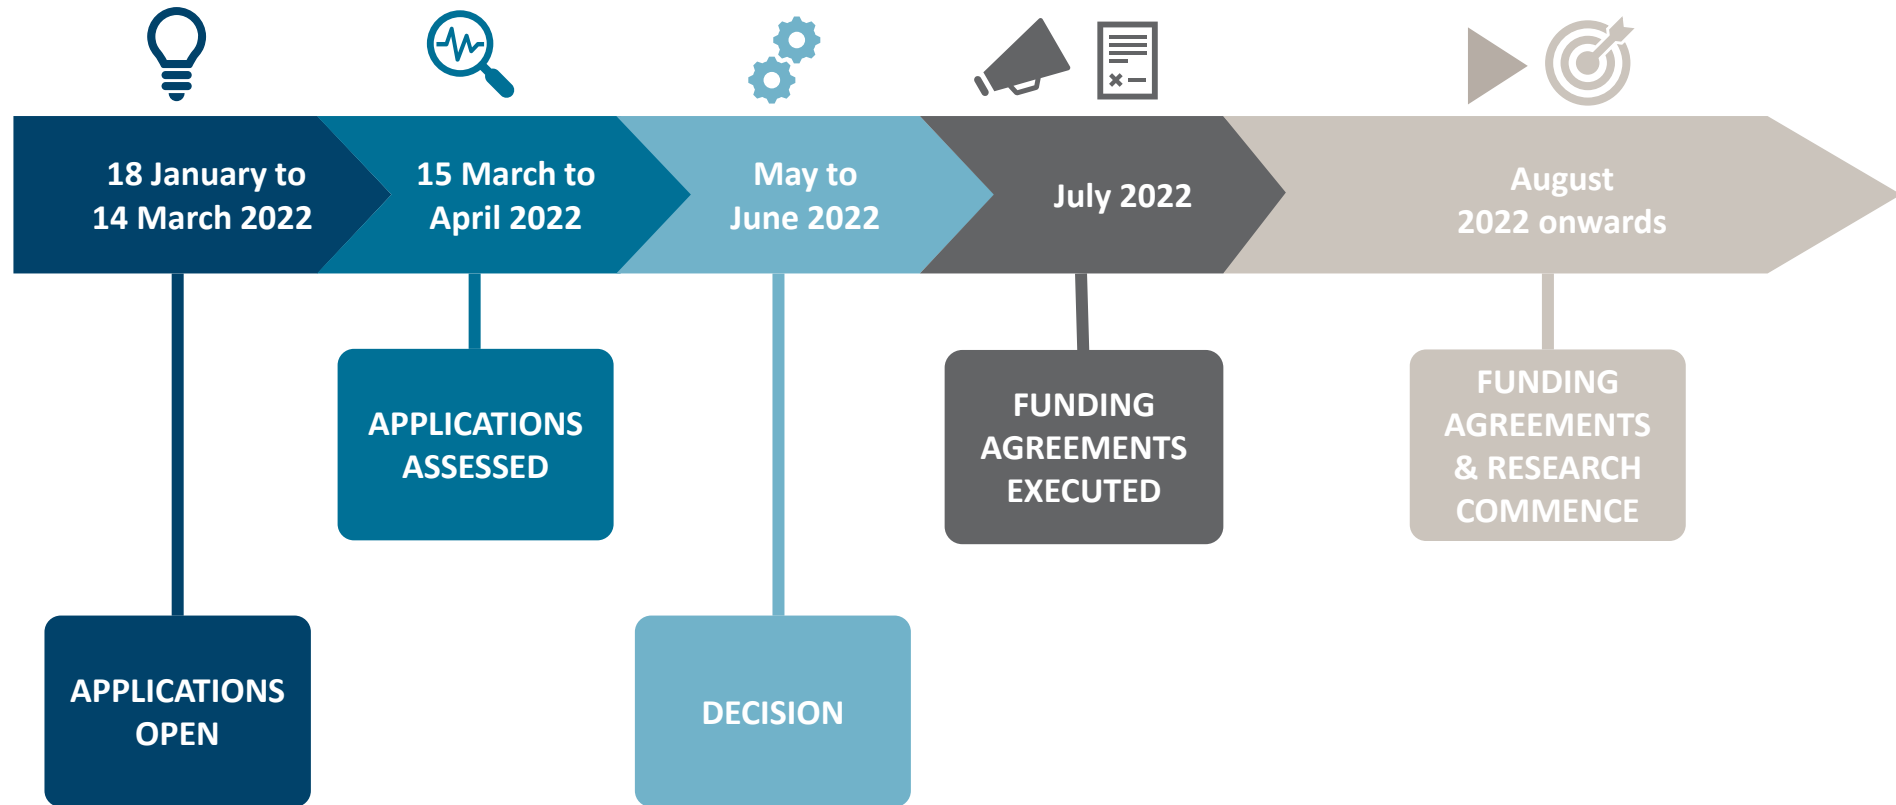 18 January to
14 March 2022
15 March to
April 2022
May to
June 2022
July 2022
August
2022 onwards
APPLICATIONS
ASSESSED
FUNDING
AGREEMENTS
EXECUTED
FUNDING
AGREEMENTS
& RESEARCH
COMMENCE
APPLICATIONS
OPEN
DECISION